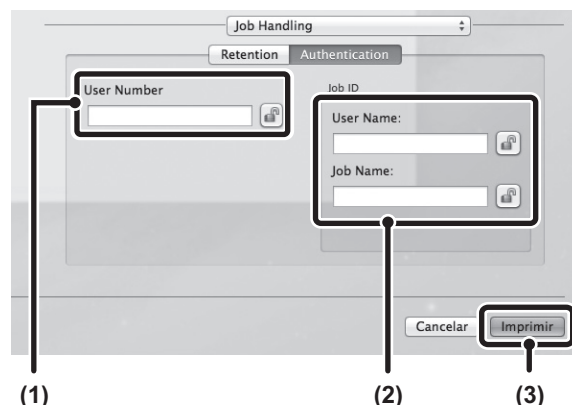 Job Handling
Retention Authentication
User Number
Job ID
User Name:
Job Name:
Cancelar Imprimir
(1) (2) (3)